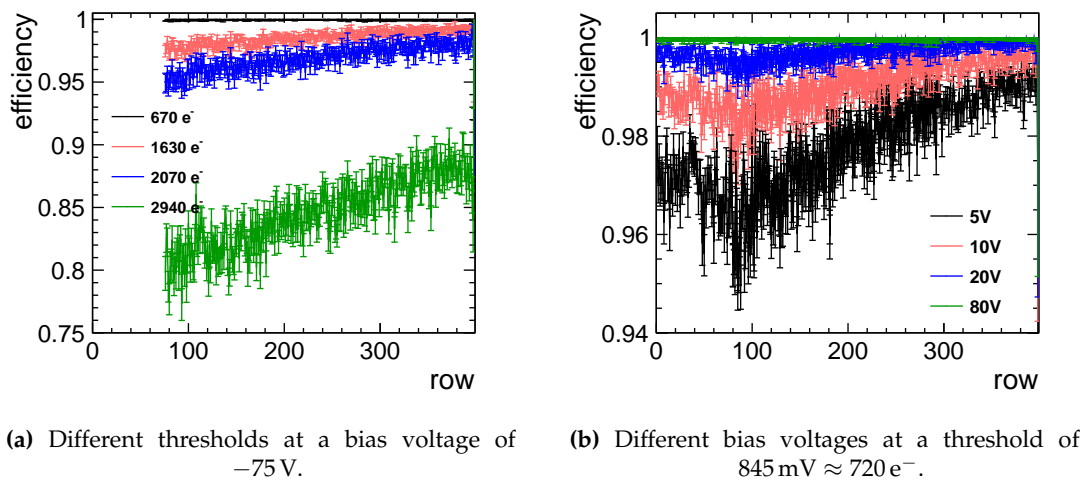 efficiency
1
0.95
0.9
0.85
0.8
0.75
0 100 200 300
row
670 e-
1630 e-
2070 e-
2940 e-
efficiency
1
0.98
0.96
0.94
0 100 200 300
row
5V
10V
20V
80V
(a) Different thresholds at a bias voltage of
−75 V.
(b) Different bias voltages at a threshold of
845 mV ≈ 720 e−.